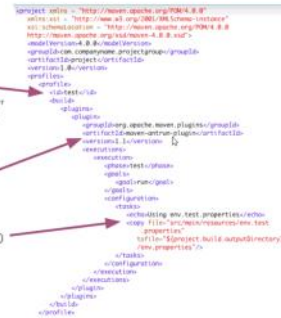 <project xmlns = "http://maven.apache.org/POM/4.0.0"
xmlns:xsi = "http://www.w3.org/2001/XMLSchema-instance"
xsi:schemaLocation = "http://maven.apache.org/POM/4.0.0
http://maven.apache.org/xsd/maven-4.0.0.xsd">
<modelVersion>4.0.0</modelVersion>
<groupId>com.companyname.projectgroup</groupId>
<artifactId>project</artifactId>
<version>1.0</version>
<profiles>
<profile>
<id>test</id>
<build>
<plugins>
<plugin>
<groupId>org.apache.maven.plugins</groupId>
<artifactId>maven-antrun-plugin</artifactId>
<version>1.1</version>
<executions>
<execution>
<phase>test</phase>
<goals>
<goal>run</goal>
</goals>
<configuration>
<tasks>
<echo>Using env.test.properties</echo>
<copy file="src/main/resources/env.test
.properties"
tofile="${project.build.outputDirectory}
/env.properties"/>
</tasks>
</configuration>
</execution>
</executions>
</plugin>
</plugins>
</build>
</profile>